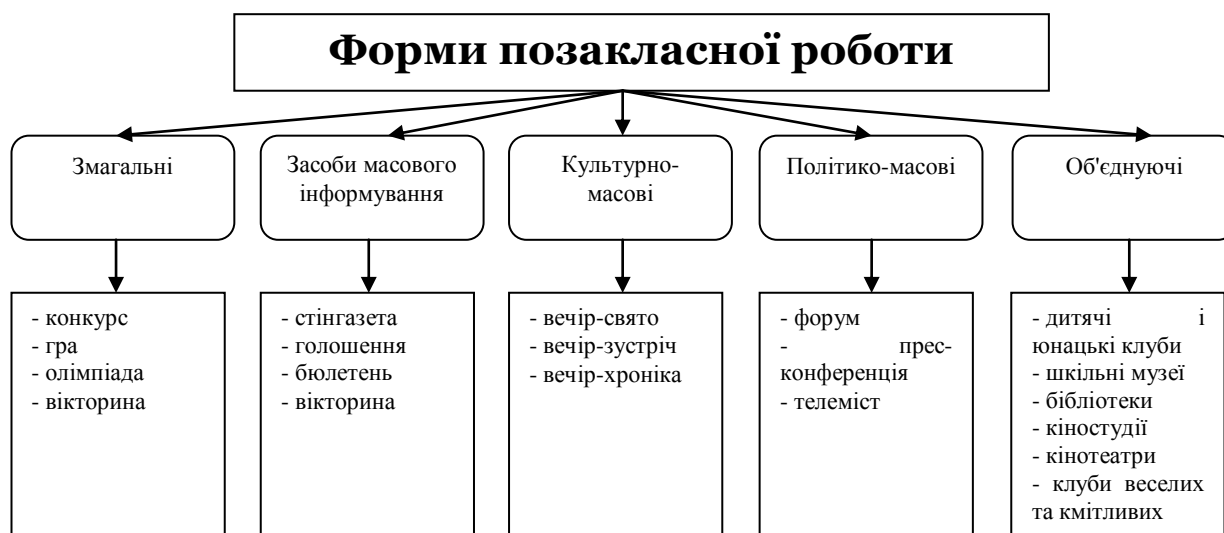 Форми позакласної роботи
Змагальні
Засоби масового
інформування
Культурно-
масові
Політико-масові
Об'єднуючі
- конкурс
- гра
- олімпіада
- вікторина
- стінгазета
- голошення
- бюлетень
- вікторина
- вечір-свято
- вечір-зустріч
- вечір-хроніка
- форум
- прес-
конференція
- телеміст
- дитячі і
юнацькі клуби
- шкільні музеї
- бібліотеки
- кіностудії
- кінотеатри
- клуби веселих
та кмітливих